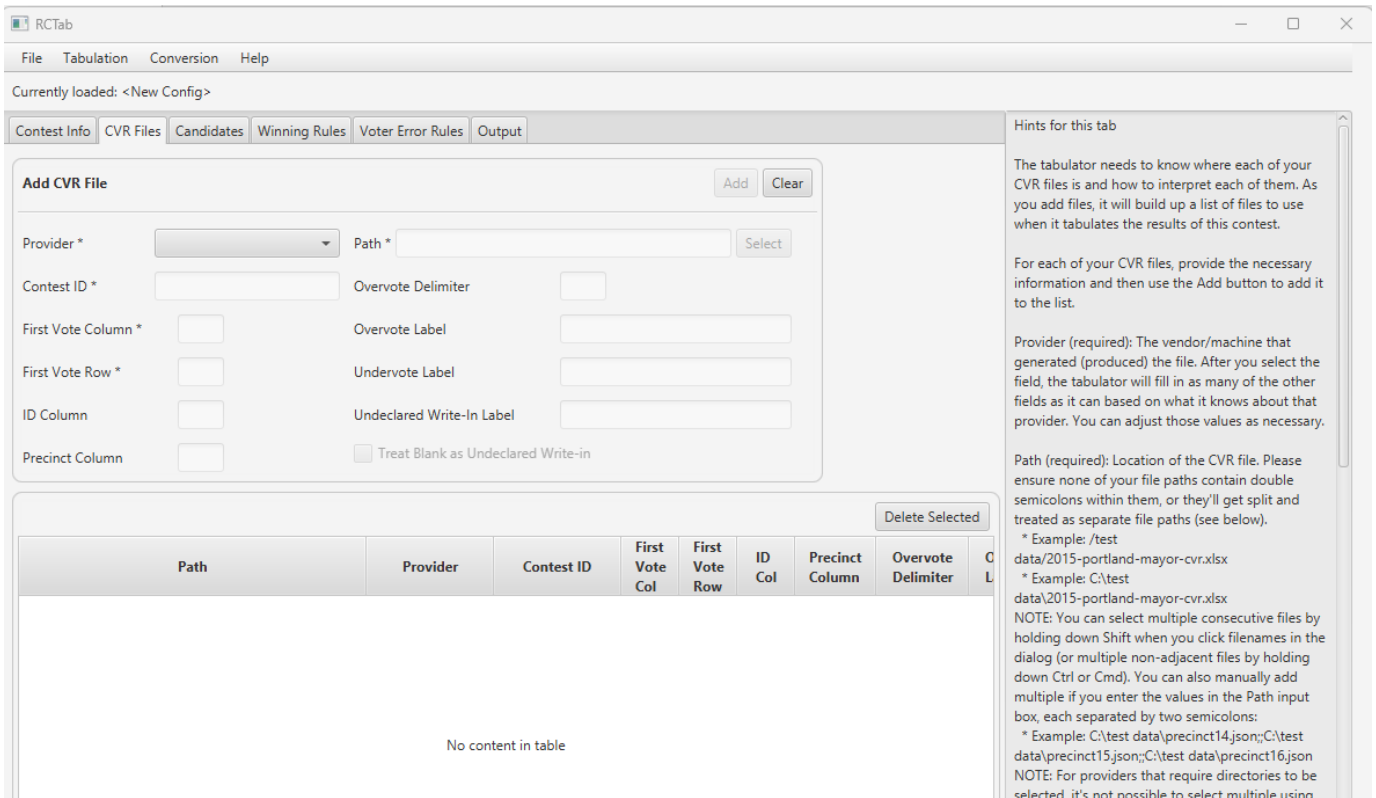 RCTab
File Tabulation Conversion Help
Currently loaded: <New Config>
Contest Info CVR Files Candidates Winning Rules Voter Error Rules Output
Add CVR File Add Clear
Provider * Path * Select
Contest ID * Overvote Delimiter
First Vote Column * Overvote Label
First Vote Row * Undervote Label
ID Column Undeclared Write-In Label
Precinct Column Treat Blank as Undeclared Write-in
Delete Selected
Path Provider Contest ID First Vote Col First Vote Row ID Col Precinct Column Overvote Delimiter
No content in table
Hints for this tab
The tabulator needs to know where each of your
CVR files is and how to interpret each of them. As
you add files, it will build up a list of files to use
when it tabulates the results of this contest.
For each of your CVR files, provide the necessary
information and then use the Add button to add it
to the list.
Provider (required): The vendor/machine that
generated (produced) the file. After you select the
field, the tabulator will fill in as many of the other
fields as it can based on what it knows about that
provider. You can adjust those values as necessary.
Path (required): Location of the CVR file. Please
ensure none of your file paths contain double
semicolons within them, or they'll get split and
treated as separate file paths (see below).
* Example: /test
data/2015-portland-mayor-cvr.xlsx
* Example: C:\test
data\2015-portland-mayor-cvr.xlsx
NOTE: You can select multiple consecutive files by
holding down Shift when you click filenames in the
dialog (or multiple non-adjacent files by holding
down Ctrl or Cmd). You can also manually add
multiple if you enter the values in the Path input
box, each separated by two semicolons:
* Example: C:\test data\precinct14.json;;C:\test
data\precinct15.json;;C:\test data\precinct16.json
NOTE: For providers that require directories to be
selected, it's not possible to select multiple using